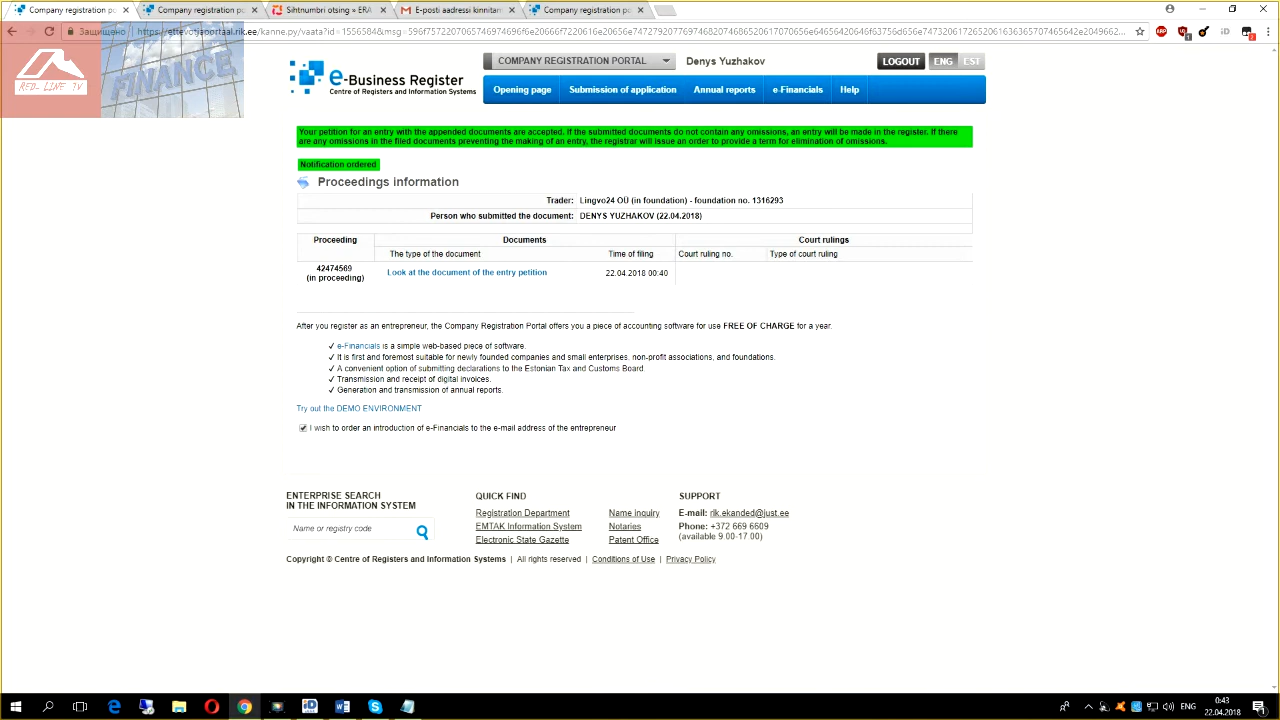 Company registration po
Company registration po
Sihtnumbri otsing » ERA
E-posti aadressi kinnitam
Company registration po
Защищено
RED-LINE TV
FINANCE
e-Business Register
Centre of Registers and Information Systems
COMPANY REGISTRATION PORTAL
Denys Yuzhakov
LOGOUT ENG EST
Opening page Submission of application Annual reports e-Financials Help
Your petition for an entry with the appended documents are accepted. If the submitted documents do not contain any omissions, an entry will be made in the register. If there
are any omissions in the filed documents preventing the making of an entry, the registrar will issue an order to provide a term for elimination of omissions.
Notification ordered
Proceedings information
Trader: Lingvo24 OÜ (in foundation) - foundation no. 1316293
Person who submitted the document: DENYS YUZHAKOV (22.04.2018)
Proceeding Documents Court rulings
The type of the document Time of filing Court ruling no. Type of court ruling
42474569
(in proceeding)
Look at the document of the entry petition 22.04.2018 00:40
After you register as an entrepreneur, the Company Registration Portal offers you a piece of accounting software for use FREE OF CHARGE for a year.
✓ e-Financials is a simple web-based piece of software.
✓ It is first and foremost suitable for newly founded companies and small enterprises, non-profit associations, and foundations.
✓ A convenient option of submitting declarations to the Estonian Tax and Customs Board.
✓ Transmission and receipt of digital invoices.
✓ Generation and transmission of annual reports.
Try out the DEMO ENVIRONMENT
I wish to order an introduction of e-Financials to the e-mail address of the entrepreneur
ENTERPRISE SEARCH
IN THE INFORMATION SYSTEM
Name or registry code
QUICK FIND
Registration Department Name inquiry
EMTAK Information System Notaries
Electronic State Gazette Patent Office
SUPPORT
E-mail: rik.ekanded@just.ee
Phone: +372 669 6609
(available 9.00-17.00)
Copyright © Centre of Registers and Information Systems | All rights reserved | Conditions of Use | Privacy Policy
ENG
0:43
22.04.2018